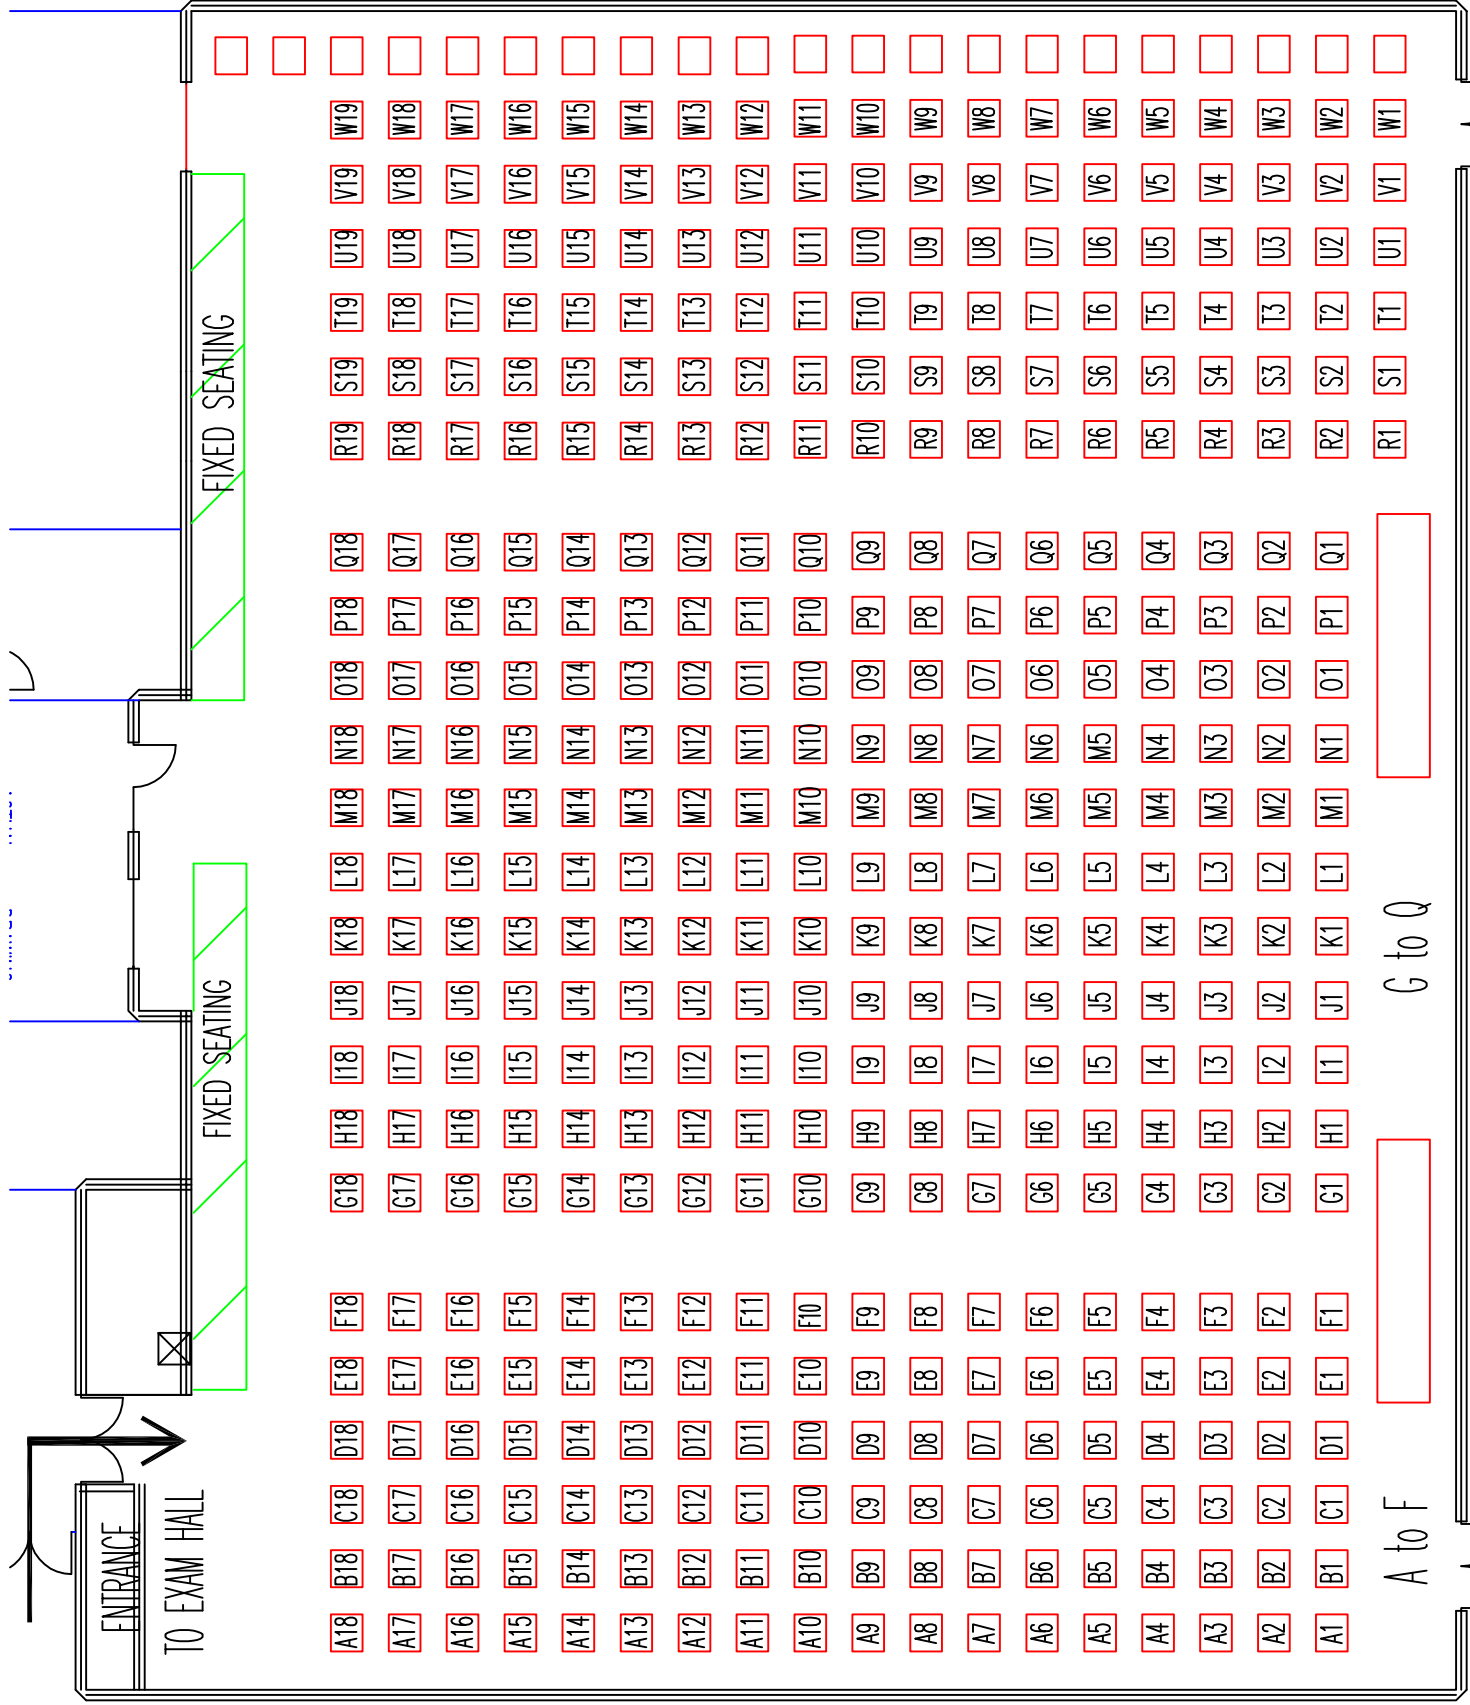 ENTRANCE
TO EXAM HALL
FIXED SEATING
FIXED SEATING
A18 B18 C18 D18 E18 F18 G18 H18 I18 J18 K18 L18 M18 N18 O18 P18 Q18 R19 S19 T19 U19 V19 W19
A17 B17 C17 D17 E17 F17 G17 H17 I17 J17 K17 L17 M17 N17 O17 P17 Q17 R18 S18 T18 U18 V18 W18
A16 B16 C16 D16 E16 F16 G16 H16 I16 J16 K16 L16 M16 N16 O16 P16 Q16 R17 S17 T17 U17 V17 W17
A15 B15 C15 D15 E15 F15 G15 H15 I15 J15 K15 L15 M15 N15 O15 P15 Q15 R16 S16 T16 U16 V16 W16
A14 B14 C14 D14 E14 F14 G14 H14 I14 J14 K14 L14 M14 N14 O14 P14 Q14 R15 S15 T15 U15 V15 W15
A13 B13 C13 D13 E13 F13 G13 H13 I13 J13 K13 L13 M13 N13 O13 P13 Q13 R14 S14 T14 U14 V14 W14
A12 B12 C12 D12 E12 F12 G12 H12 I12 J12 K12 L12 M12 N12 O12 P12 Q12 R13 S13 T13 U13 V13 W13
A11 B11 C11 D11 E11 F11 G11 H11 I11 J11 K11 L11 M11 N11 O11 P11 Q11 R12 S12 T12 U12 V12 W12
A10 B10 C10 D10 E10 F10 G10 H10 I10 J10 K10 L10 M10 N10 O10 P10 Q10 R11 S11 T11 U11 V11 W11
A9 B9 C9 D9 E9 F9 G9 H9 I9 J9 K9 L9 M9 N9 O9 P9 Q9 R10 S10 T10 U10 V10 W10
A8 B8 C8 D8 E8 F8 G8 H8 I8 J8 K8 L8 M8 N8 O8 P8 Q8 R9 S9 T9 U9 V9 W9
A7 B7 C7 D7 E7 F7 G7 H7 I7 J7 K7 L7 M7 N7 O7 P7 Q7 R8 S8 T8 U8 V8 W8
A6 B6 C6 D6 E6 F6 G6 H6 I6 J6 K6 L6 M6 N6 O6 P6 Q6 R7 S7 T7 U7 V7 W7
A5 B5 C5 D5 E5 F5 G5 H5 I5 J5 K5 L5 M5 M5 O5 P5 Q5 R6 S6 T6 U6 V6 W6
A4 B4 C4 D4 E4 F4 G4 H4 I4 J4 K4 L4 M4 N4 O4 P4 Q4 R5 S5 T5 U5 V5 W5
A3 B3 C3 D3 E3 F3 G3 H3 I3 J3 K3 L3 M3 N3 O3 P3 Q3 R4 S4 T4 U4 V4 W4
A2 B2 C2 D2 E2 F2 G2 H2 I2 J2 K2 L2 M2 N2 O2 P2 Q2 R3 S3 T3 U3 V3 W3
A1 B1 C1 D1 E1 F1 G1 H1 I1 J1 K1 L1 M1 N1 O1 P1 Q1 R2 S2 T2 U2 V2 W2
R1 S1 T1 U1 V1 W1
A to F
G to Q